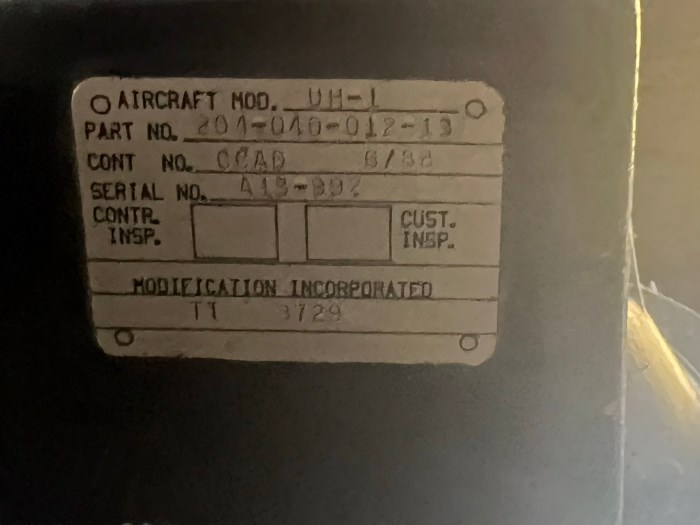 AIRCRAFT MOD. UH-1
PART NO. 204-040-012-13
CONT NO. CCAD
SERIAL NO.
CONTR. INSP.
CUST. INSP.
MODIFICATION INCORPORATED
TT 3729